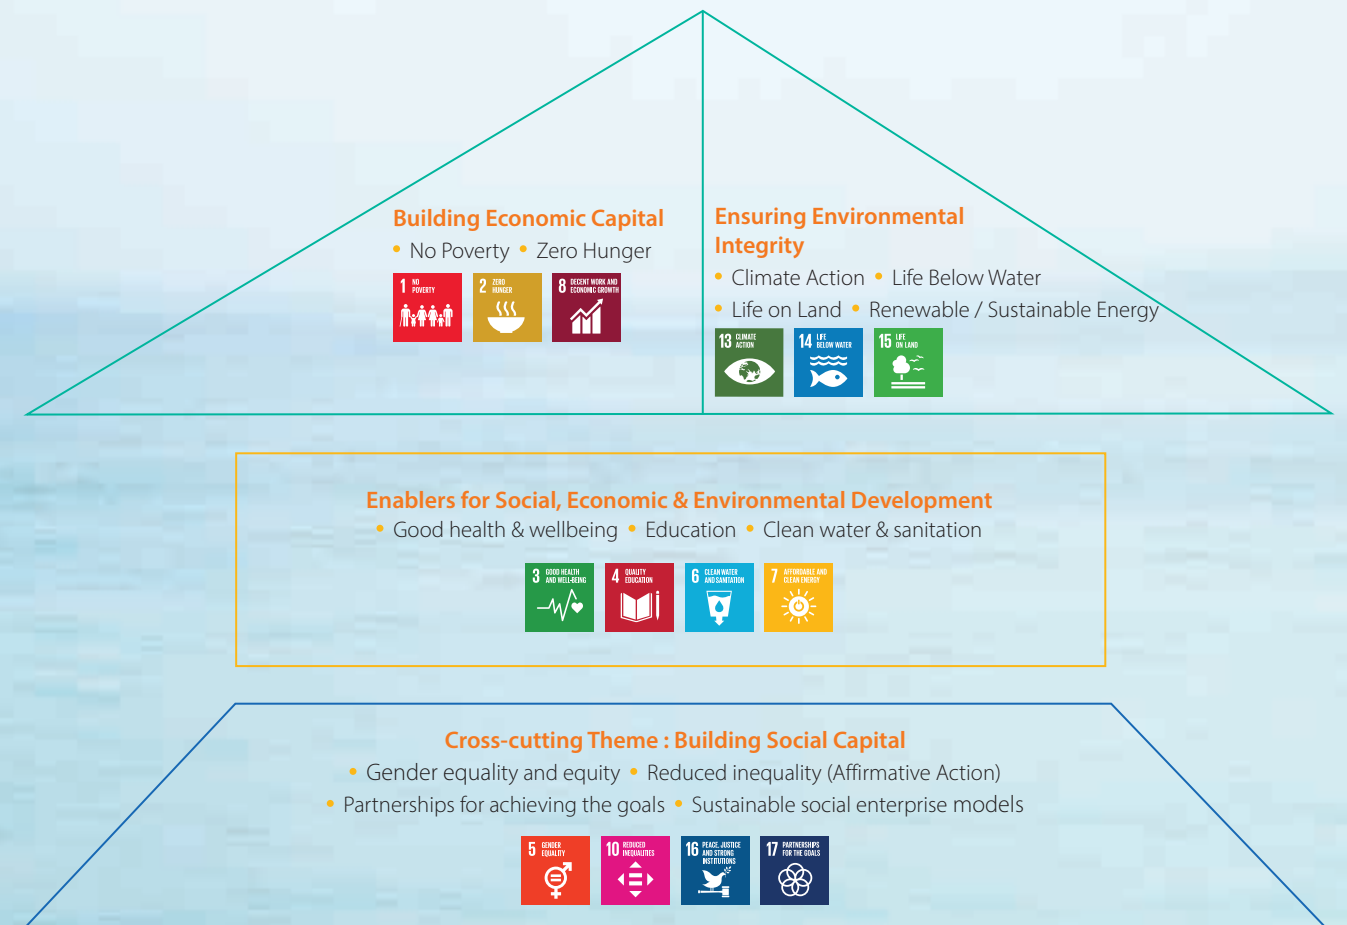 Building Economic Capital
• No Poverty • Zero Hunger
1 NO POVERTY
2 ZERO HUNGER
8 DECENT WORK AND ECONOMIC GROWTH
Ensuring Environmental
Integrity
• Climate Action • Life Below Water
• Life on Land • Renewable / Sustainable Energy
13 CLIMATE ACTION
14 LIFE BELOW WATER
15 LIFE ON LAND
Enablers for Social, Economic & Environmental Development
• Good health & wellbeing • Education • Clean water & sanitation
3 GOOD HEALTH AND WELL-BEING
4 QUALITY EDUCATION
6 CLEAN WATER AND SANITATION
7 AFFORDABLE AND CLEAN ENERGY
Cross-cutting Theme : Building Social Capital
• Gender equality and equity • Reduced inequality (Affirmative Action)
• Partnerships for achieving the goals • Sustainable social enterprise models
5 GENDER EQUALITY
10 REDUCED INEQUALITIES
16 PEACE, JUSTICE AND STRONG INSTITUTIONS
17 PARTNERSHIPS FOR THE GOALS